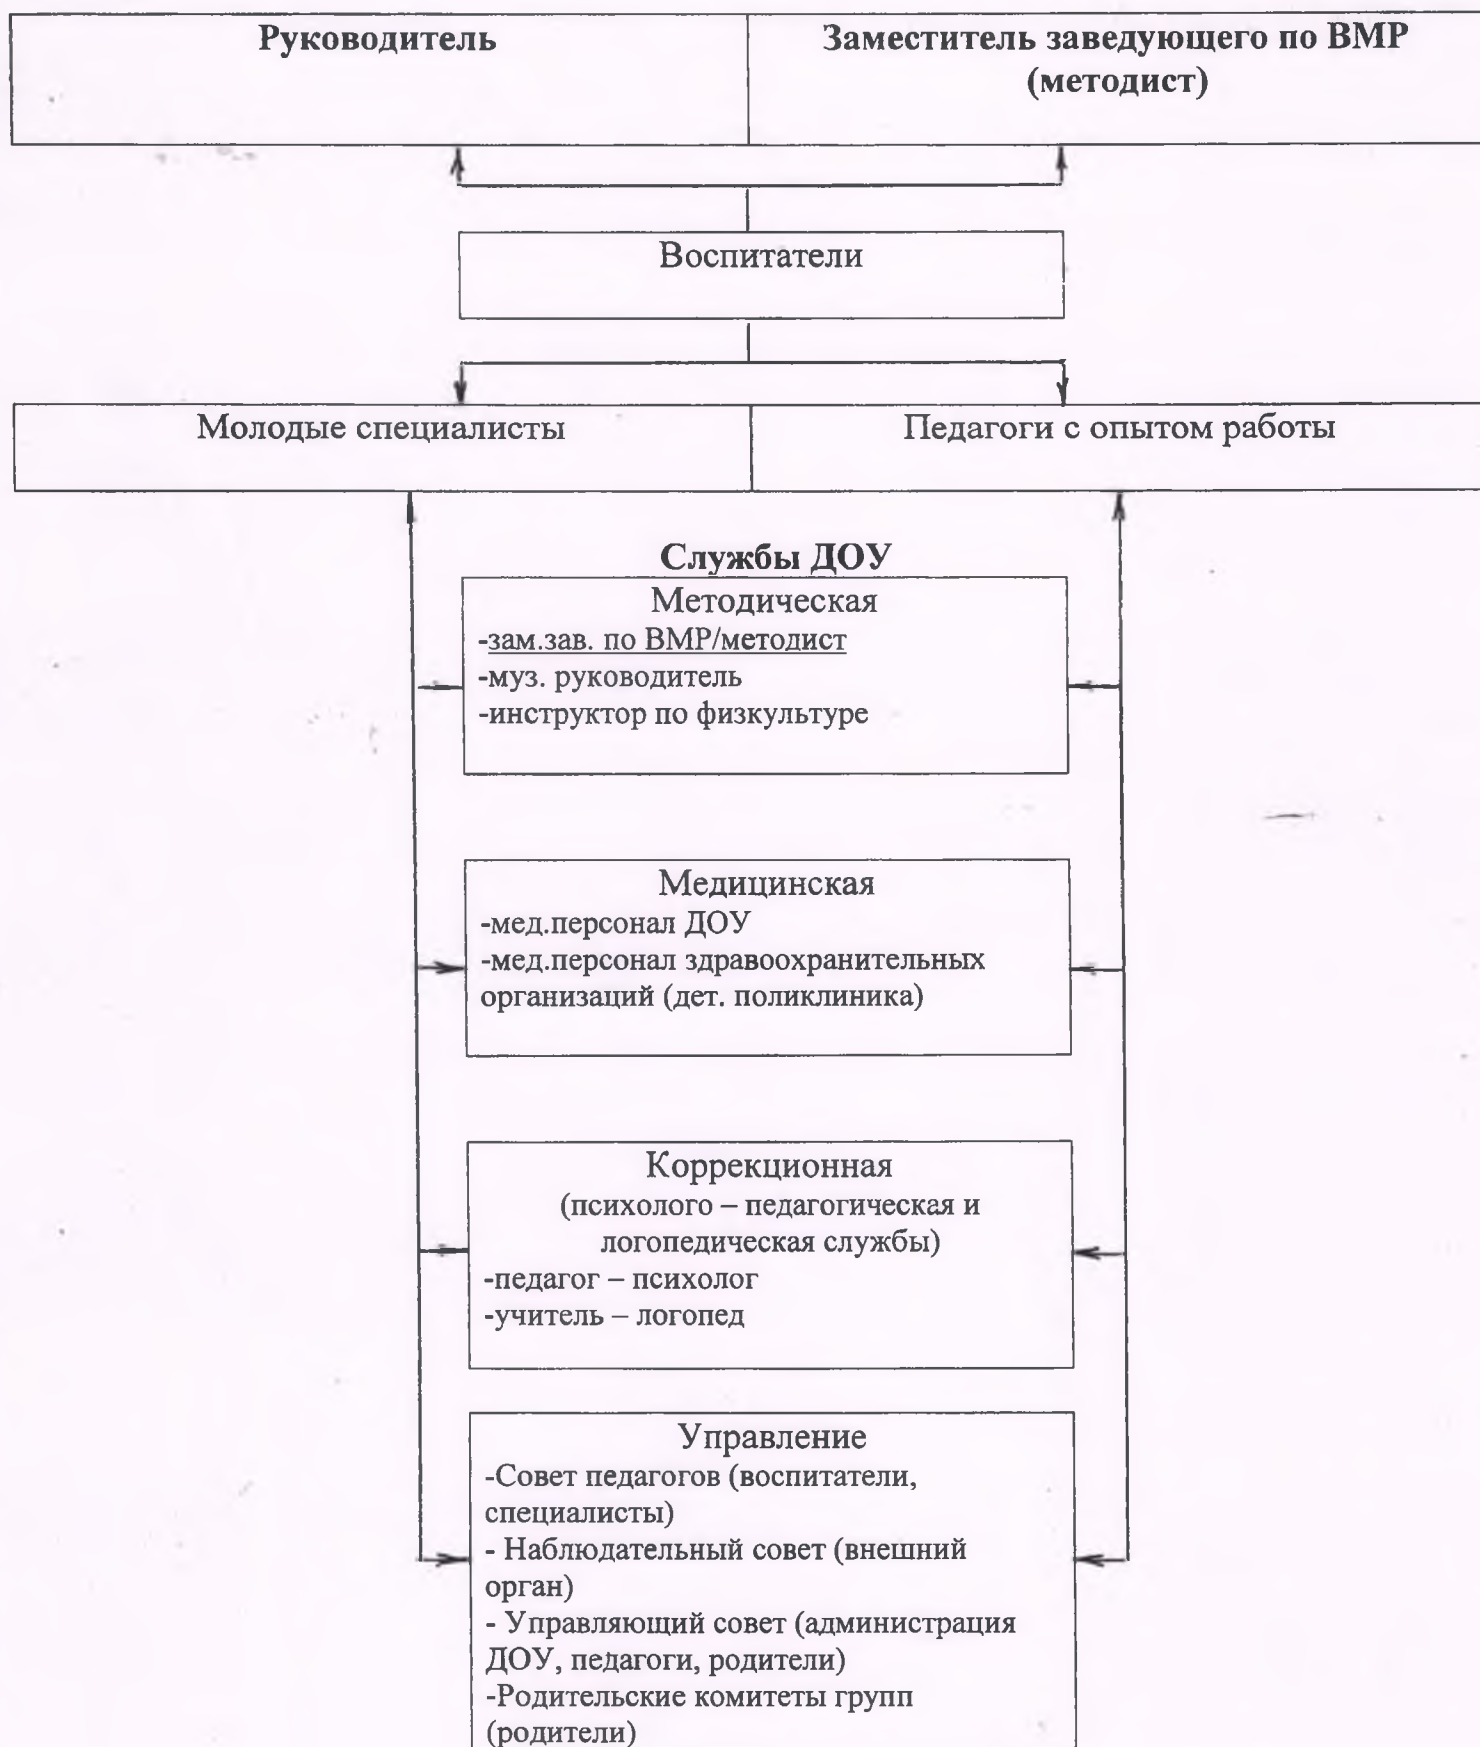 Руководитель
Заместитель заведующего по ВМР
(методист)
Воспитатели
Молодые специалисты
Педагоги с опытом работы
Службы ДОУ
Методическая
-зам.зав. по ВМР/методист
-муз. руководитель
-инструктор по физкультуре
Медицинская
-мед.персонал ДОУ
-мед.персонал здравоохранительных
организаций (дет. поликлиника)
Коррекционная
(психолого – педагогическая и
логопедическая службы)
-педагог – психолог
-учитель – логопед
Управление
-Совет педагогов (воспитатели,
специалисты)
- Наблюдательный совет (внешний
орган)
- Управляющий совет (администрация
ДОУ, педагоги, родители)
-Родительские комитеты групп
(родители)